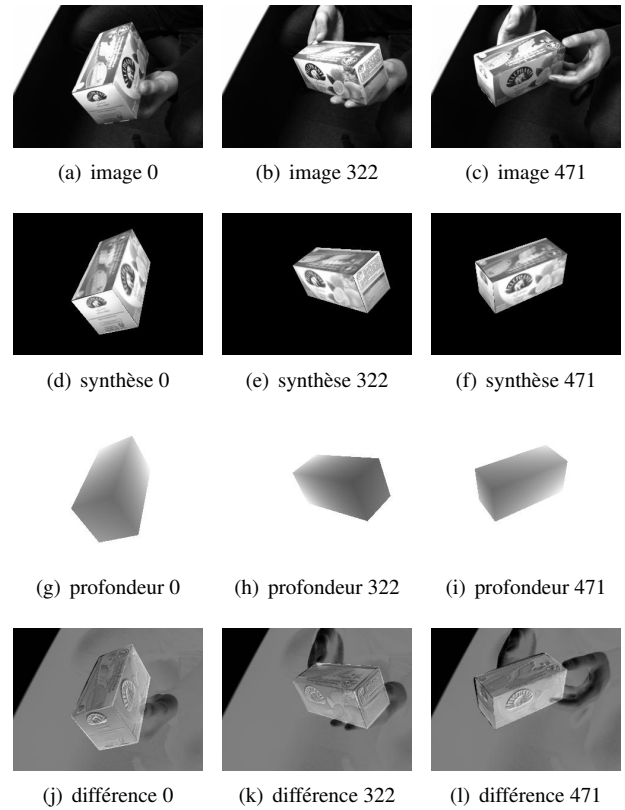 (a) image 0
(b) image 322
(c) image 471
(d) synthèse 0
(e) synthèse 322
(f) synthèse 471
(g) profondeur 0
(h) profondeur 322
(i) profondeur 471
(j) différence 0
(k) différence 322
(l) différence 471